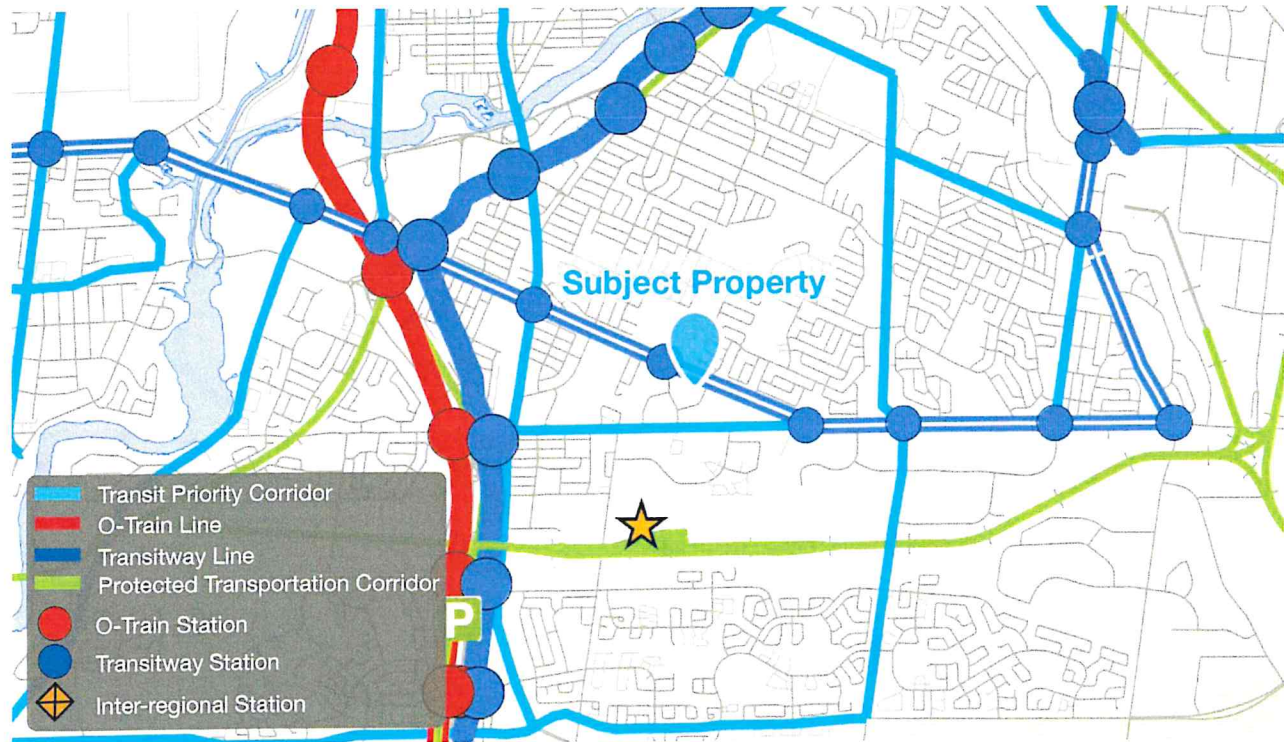 Subject Property
Transit Priority Corridor
O-Train Line
Transitway Line
Protected Transportation Corridor
P
O-Train Station
Transitway Station
Inter-regional Station